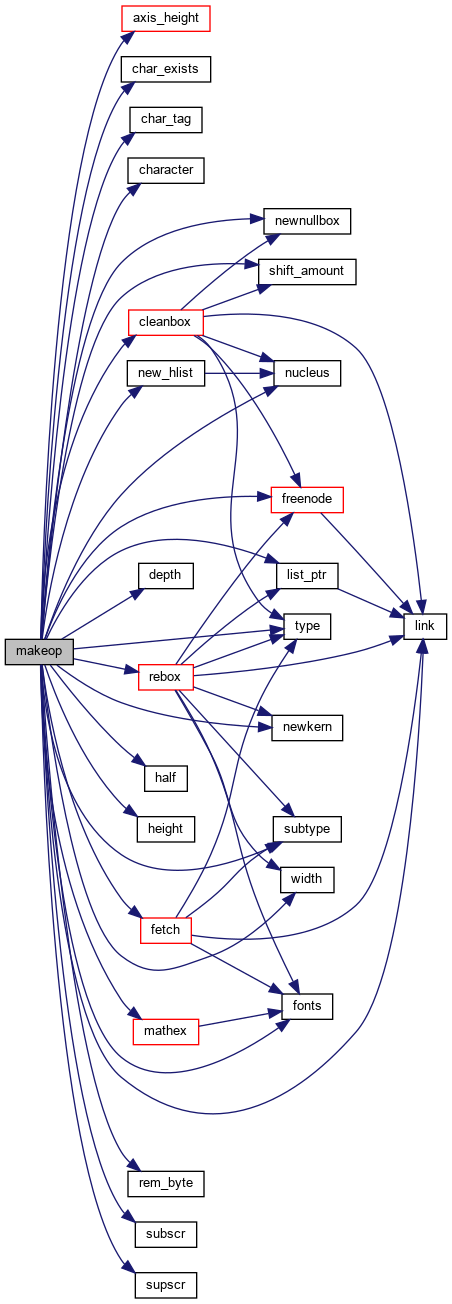 axis_height
char_exists
char_tag
character
newnullbox
shift_amount
cleanbox
new_hlist
nucleus
freenode
depth
list_ptr
type
link
makeop
rebox
newkern
half
height
subtype
width
fetch
fonts
mathex
rem_byte
subscr
supscr